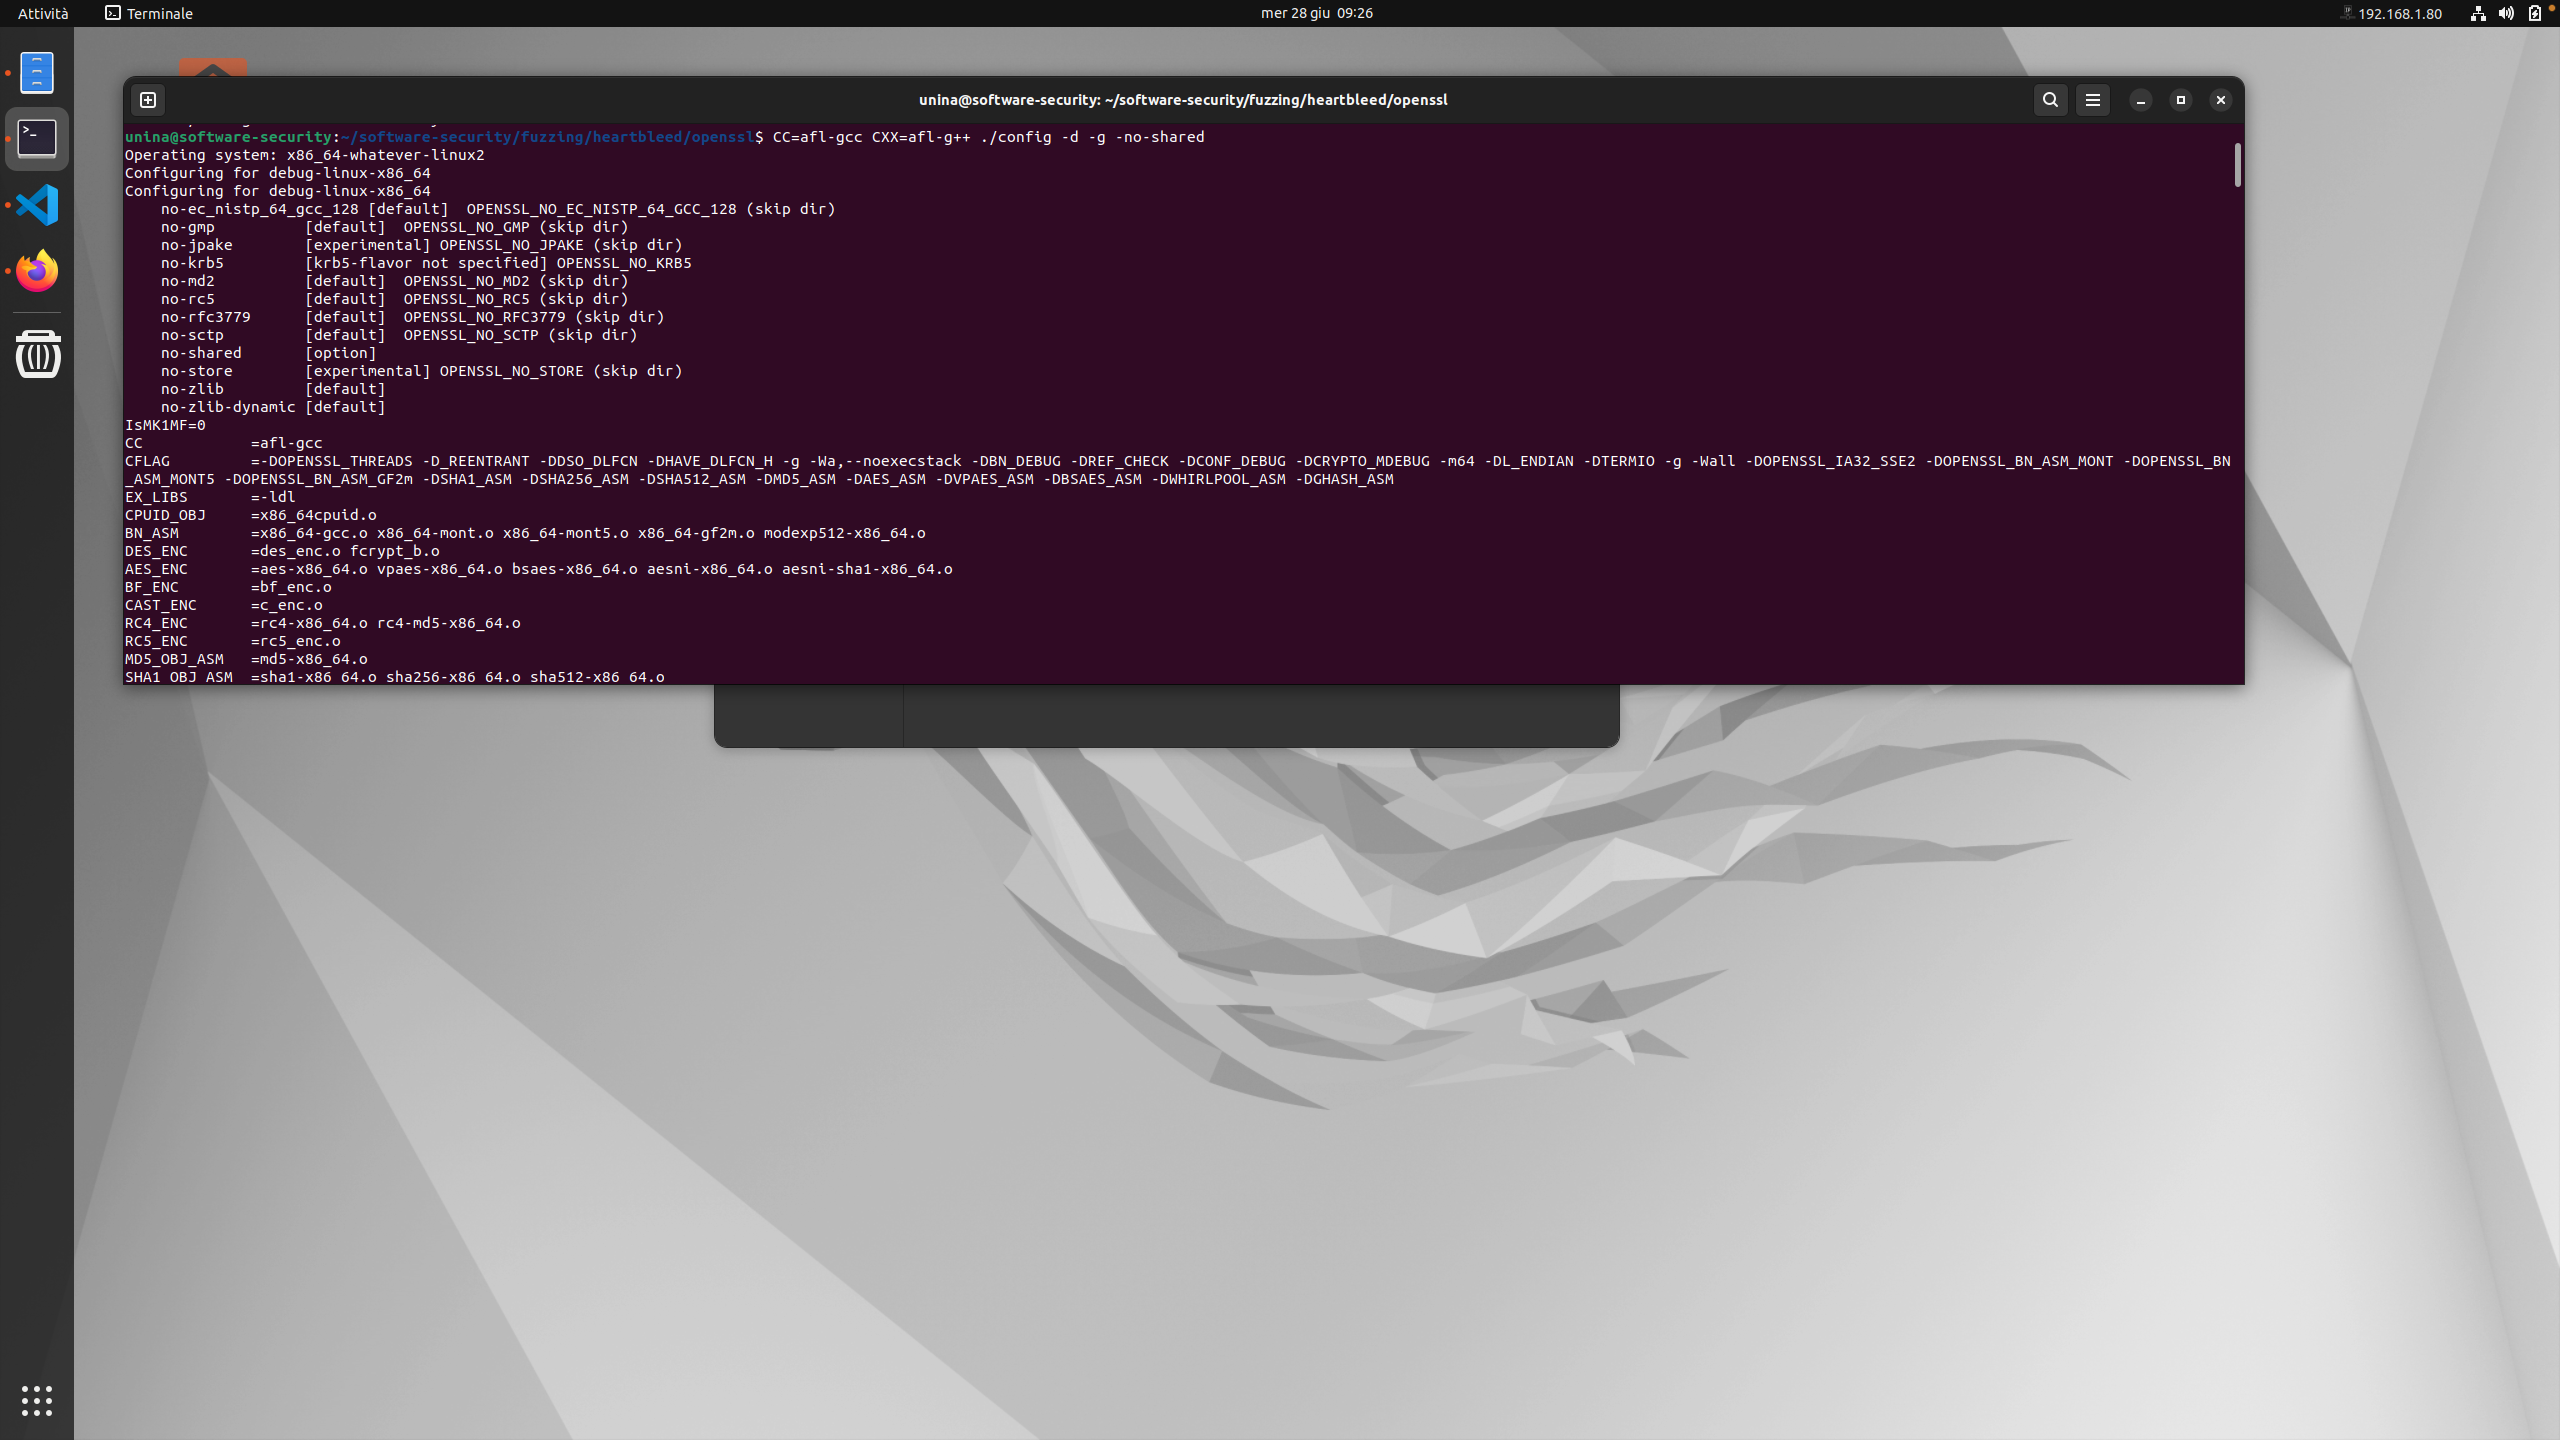 Attività
Terminale
mer 28 giu 09:26
192.168.1.80
unina@software-security: ~/software-security/fuzzing/heartbleed/openssl
unina@software-security:~/software-security/fuzzing/heartbleed/openssl$ CC=afl-gcc CXX=afl-g++ ./config -d -g -no-shared
Operating system: x86_64-whatever-linux2
Configuring for debug-linux-x86_64
Configuring for debug-linux-x86_64
    no-ec_nistp_64_gcc_128 [default]  OPENSSL_NO_EC_NISTP_64_GCC_128 (skip dir)
    no-gmp          [default]  OPENSSL_NO_GMP (skip dir)
    no-jpake        [experimental] OPENSSL_NO_JPAKE (skip dir)
    no-krb5         [krb5-flavor not specified] OPENSSL_NO_KRB5
    no-md2          [default]  OPENSSL_NO_MD2 (skip dir)
    no-rc5          [default]  OPENSSL_NO_RC5 (skip dir)
    no-rfc3779      [default]  OPENSSL_NO_RFC3779 (skip dir)
    no-sctp         [default]  OPENSSL_NO_SCTP (skip dir)
    no-shared       [option]
    no-store        [experimental] OPENSSL_NO_STORE (skip dir)
    no-zlib         [default]
    no-zlib-dynamic [default]
IsMK1MF=0
CC            =afl-gcc
CFLAG         =-DOPENSSL_THREADS -D_REENTRANT -DDSO_DLFCN -DHAVE_DLFCN_H -g -Wa,--noexecstack -DBN_DEBUG -DREF_CHECK -DCONF_DEBUG -DCRYPTO_MDEBUG -m64 -DL_ENDIAN -DTERMIO -g -Wall -DOPENSSL_IA32_SSE2 -DOPENSSL_BN_ASM_MONT -DOPENSSL_BN
_ASM_MONT5 -DOPENSSL_BN_ASM_GF2m -DSHA1_ASM -DSHA256_ASM -DSHA512_ASM -DMD5_ASM -DAES_ASM -DVPAES_ASM -DBSAES_ASM -DWHIRLPOOL_ASM -DGHASH_ASM
EX_LIBS       =-ldl
CPUID_OBJ     =x86_64cpuid.o
BN_ASM        =x86_64-gcc.o x86_64-mont.o x86_64-mont5.o x86_64-gf2m.o modexp512-x86_64.o
DES_ENC       =des_enc.o fcrypt_b.o
AES_ENC       =aes-x86_64.o vpaes-x86_64.o bsaes-x86_64.o aesni-x86_64.o aesni-sha1-x86_64.o
BF_ENC        =bf_enc.o
CAST_ENC      =c_enc.o
RC4_ENC       =rc4-x86_64.o rc4-md5-x86_64.o
RC5_ENC       =rc5_enc.o
MD5_OBJ_ASM   =md5-x86_64.o
SHA1_OBJ_ASM  =sha1-x86_64.o sha256-x86_64.o sha512-x86_64.o